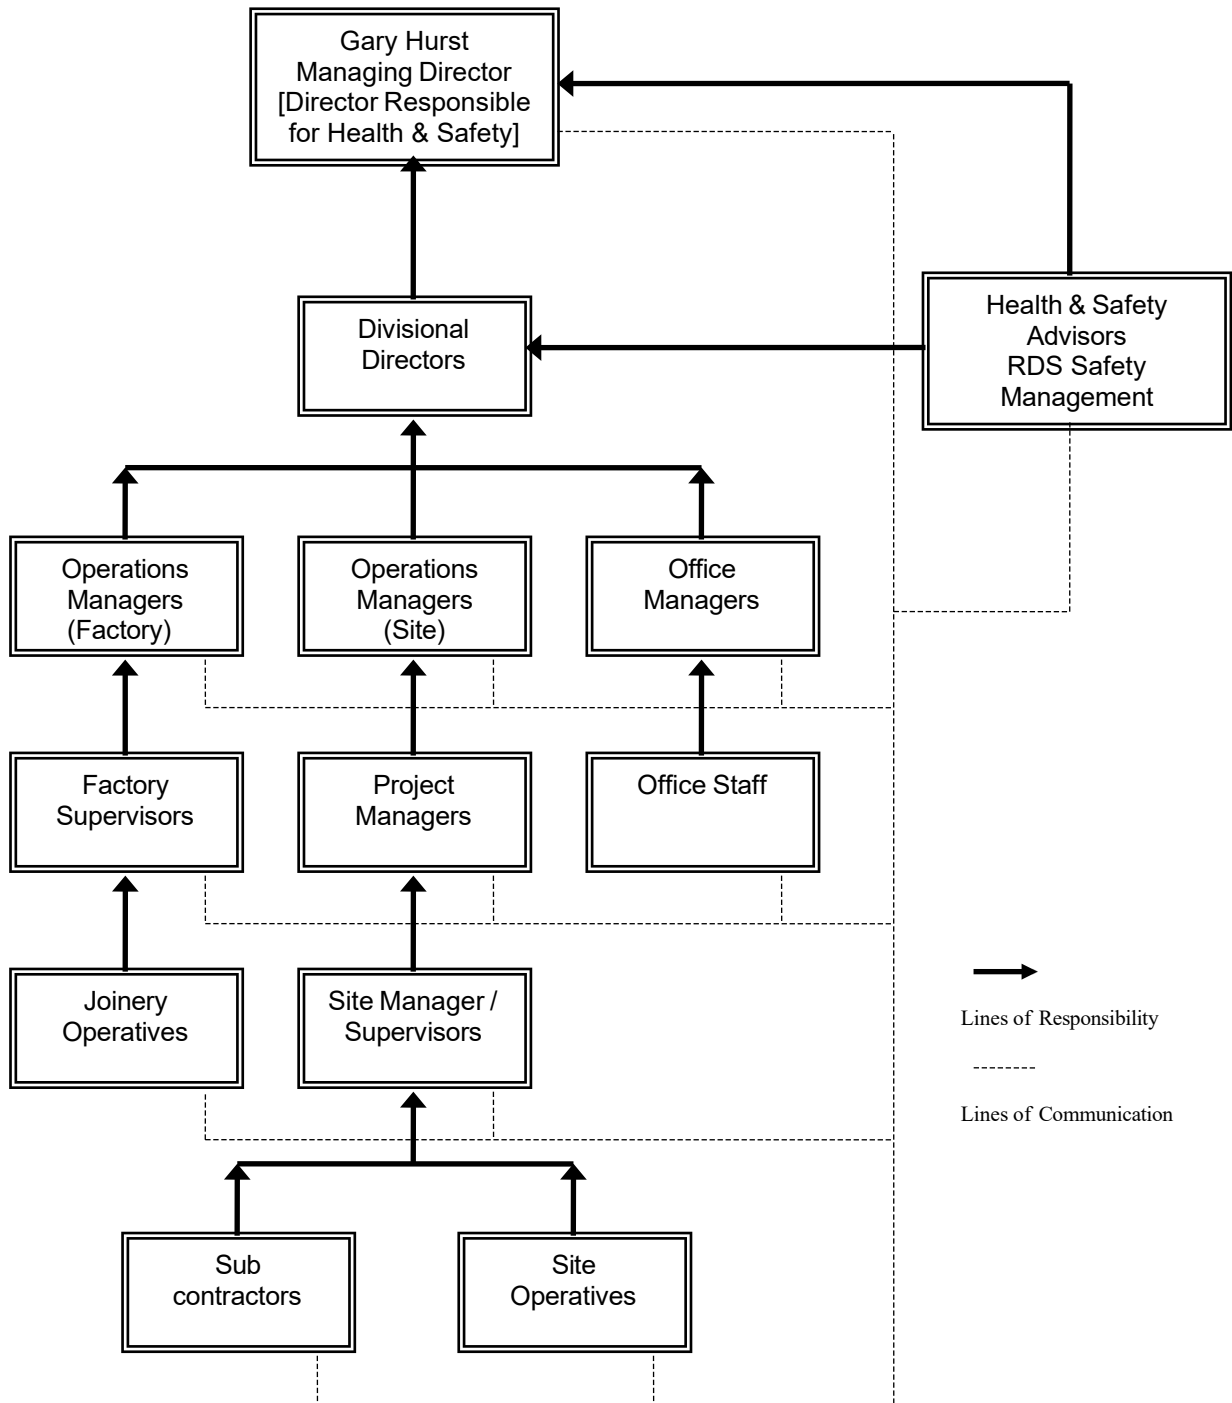 Gary Hurst
Managing Director
[Director Responsible
for Health & Safety]
Health & Safety
Advisors
RDS Safety
Management
Divisional
Directors
Operations
Managers
(Factory)
Operations
Managers
(Site)
Office
Managers
Factory
Supervisors
Project
Managers
Office Staff
Joinery
Operatives
Site Manager /
Supervisors
Lines of Responsibility
Lines of Communication
Sub
contractors
Site
Operatives